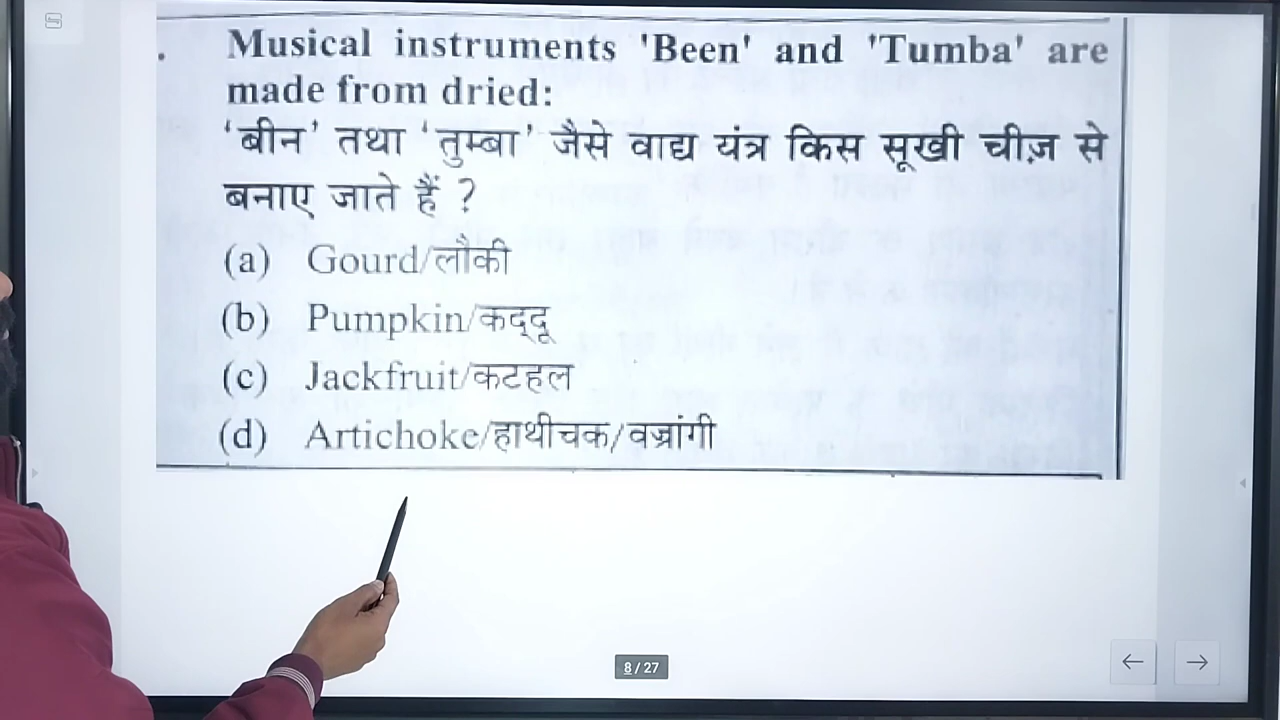 . Musical instruments 'Been' and 'Tumba' are
made from dried:
‘बीन’ तथा ‘तुम्बा’ जैसे वाद्य यंत्र किस सूखी चीज़ से
बनाए जाते हैं ?
(a) Gourd/लौकी
(b) Pumpkin/कद्दू
(c) Jackfruit/कटहल
(d) Artichoke/हाथीचक/वज्रांगी
8 / 27